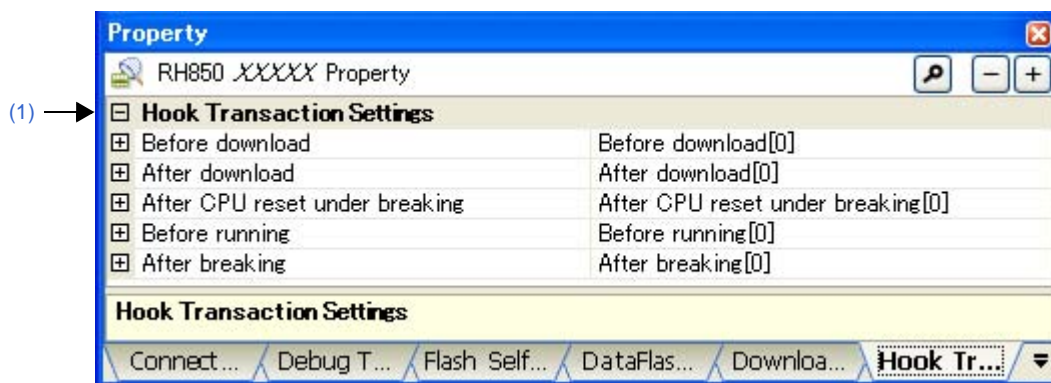 Property
RH850 XXXXX Property
(1)
Hook Transaction Settings
Before download Before download[0]
After download After download[0]
After CPU reset under breaking After CPU reset under breaking[0]
Before running Before running[0]
After breaking After breaking[0]
Hook Transaction Settings
Connect... Debug T... Flash Self... DataFlas... Downloa... Hook Tr...